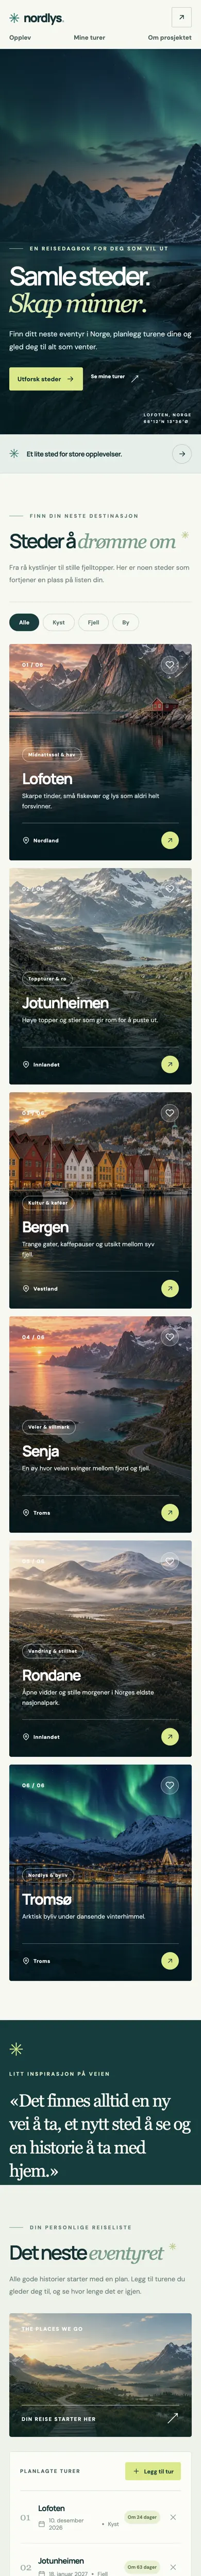 nordlys.
Opplev Mine turer Om prosjektet
EN REISEDAGBOK FOR DEG SOM VIL UT
Samle steder.
Skap minner.
Finn ditt neste eventyr i Norge, planlegg turene dine og
gled deg til alt som venter.
Utforsk steder → Se mine turer
LOFOTEN, NORGE
Et lite sted for store opplevelser.
FINN DIN NESTE DESTINASJON
Steder å drømme om
Fra rå kystlinjer til stille fjelltopper. Her er noen steder som
fortjener en plass på listen din.
Alle Kyst Fjell By
01 / 06
Midnattssol & hav
Lofoten
Skarpe tinder, små fiskevær og lys som aldri helt
forsvinner.
Nordland
02 / 06
Toppturer & ro
Jotunheimen
Høye topper og stier som gir rom for å puste ut.
Innlandet
03 / 06
Kultur & kafeer
Bergen
Trange gater, kaffepauser og utsikt mellom syv
fjell.
Vestland
04 / 06
Veier & villmark
Senja
En øy hvor veien svinger mellom fjord og fjell.
Troms
Vandring & stillhet
Rondane
Åpne vidder og stille morgener i Norges eldste
nasjonalpark.
Innlandet
06 / 06
Nordlys & byliv
Tromsø
Arktisk byliv under dansende vinterhimmel.
Troms
LITT INSPIRASJON PÅ VEIEN
«Det finnes alltid en ny
vei å ta, et nytt sted å se og
en historie å ta med
hjem.»
DIN PERSONLIGE REISELISTE
Det neste eventyret
Alle gode historier starter med en plan. Legg til turene du
gleder deg til, og se hvor lenge det er igjen.
THE PLACES WE GO
DIN REISE STARTER HER
PLANLAGTE TURER + Legg til tur
01 Lofoten
10. desember
2026 • Kyst Om 24 dager
02 Jotunheimen
18. januar 2027 • Fjell Om 63 dager